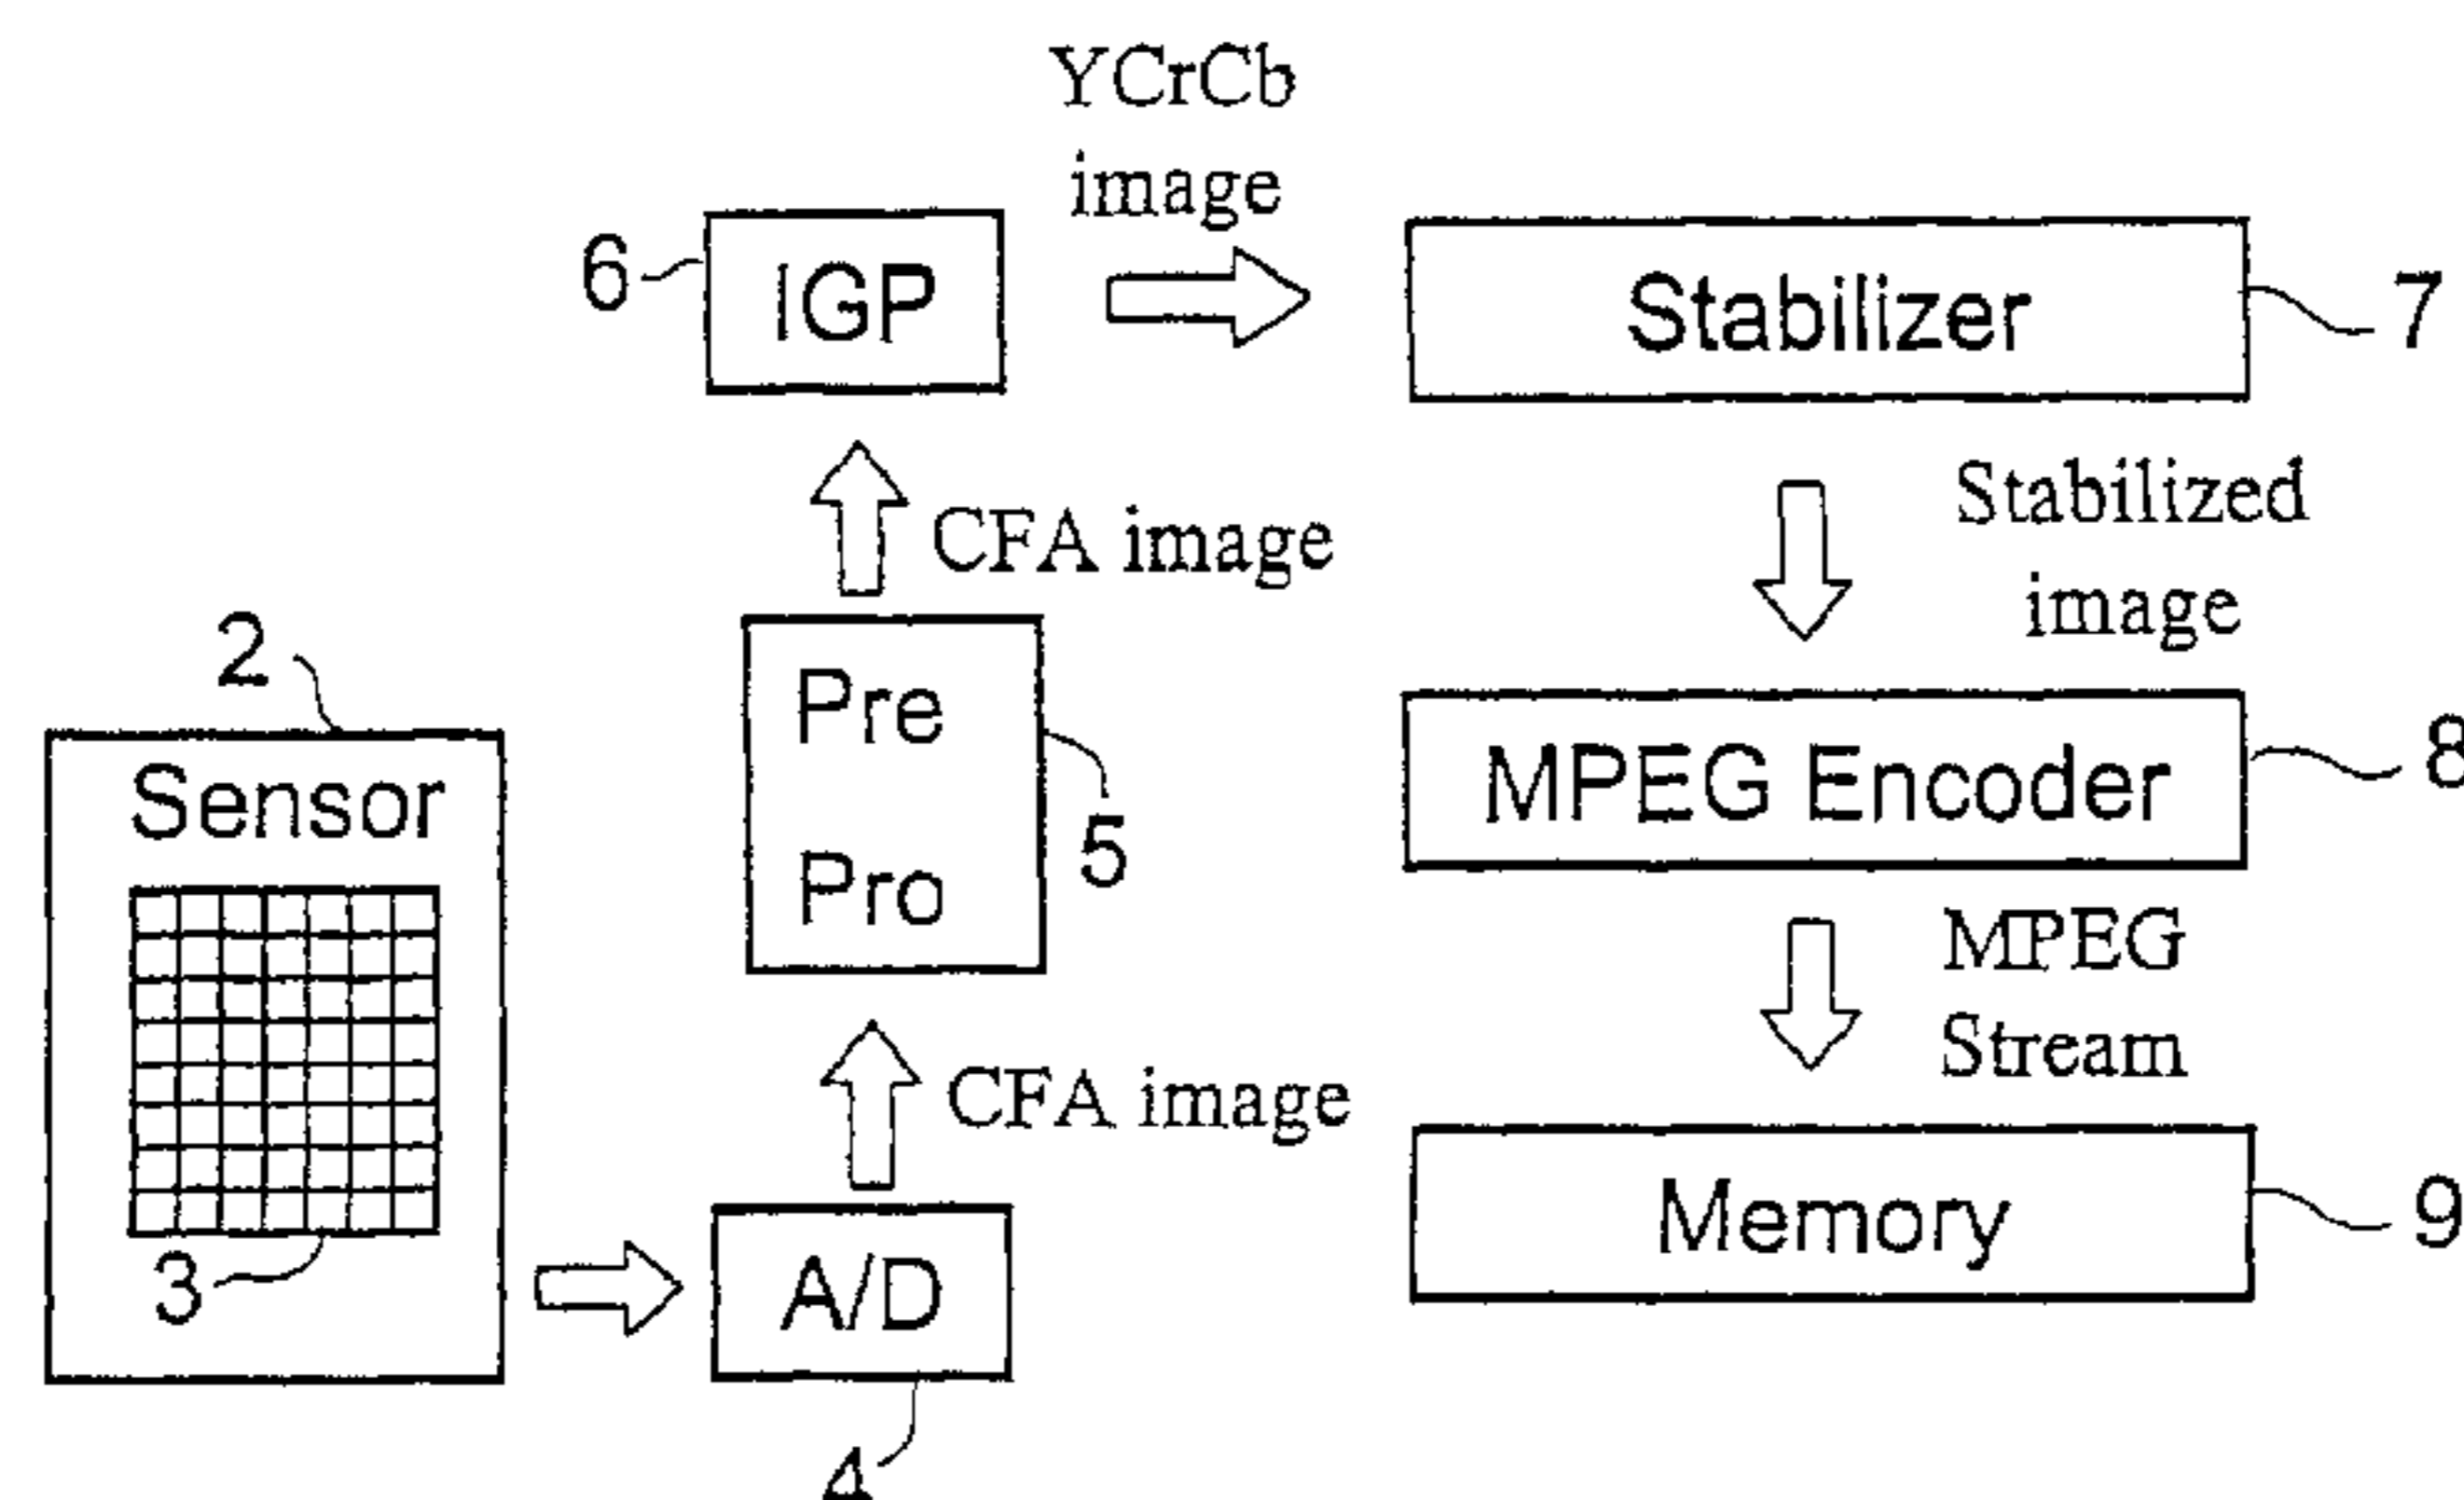 YCrCb
image
6
IGP
Stabilizer
7
CFA image
Stabilized
image
2
Pre
Pro
5
MPEG Encoder
8
Sensor
3
CFA image
MPEG
Stream
A/D
4
Memory
9